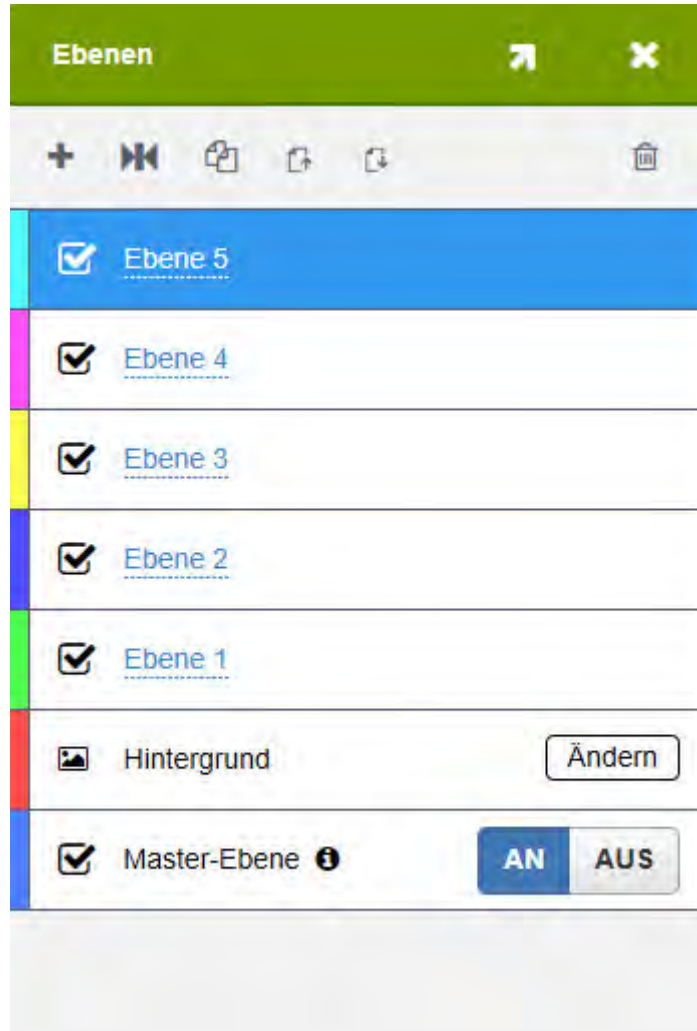 Ebenen
Ebene 5
Ebene 4
Ebene 3
Ebene 2
Ebene 1
Hintergrund Ändern
Master-Ebene AN AUS